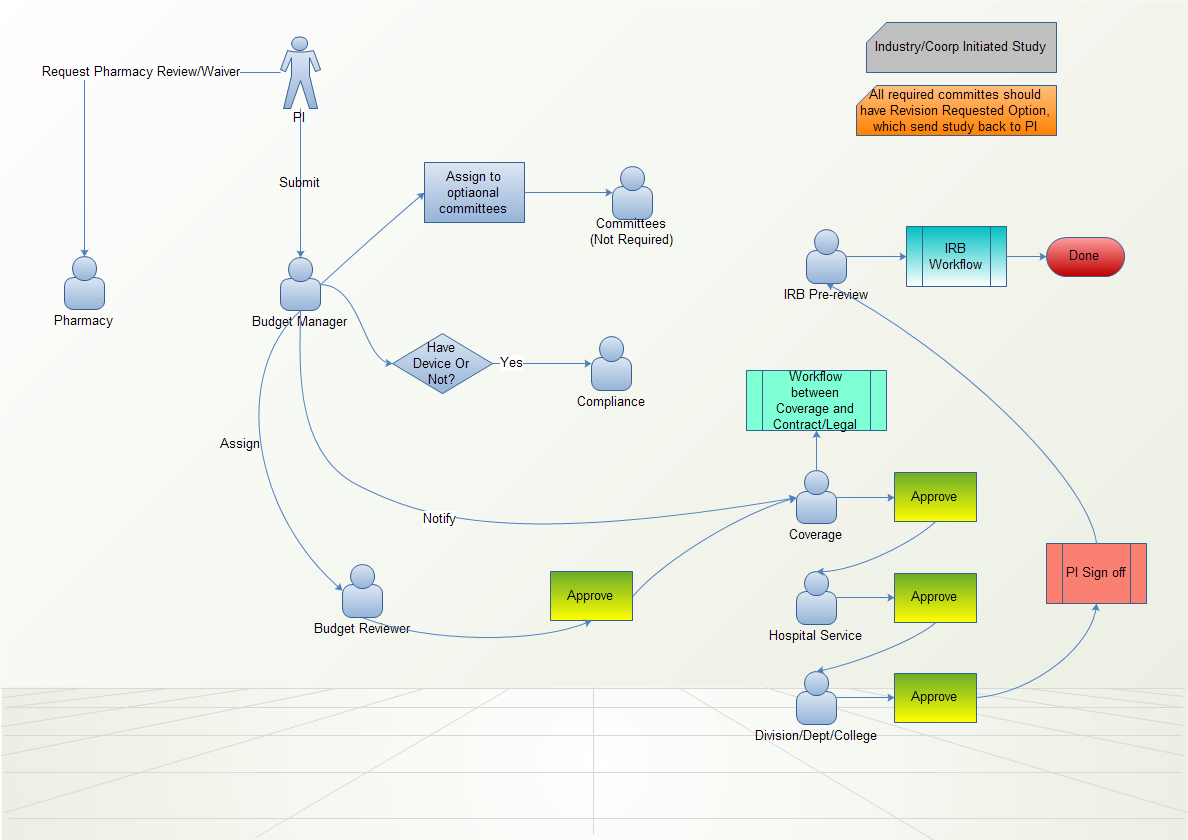 Industry/Coorp Initiated Study
All required committes should
have Revision Requested Option,
which send study back to PI
Request Pharmacy Review/Waiver
PI
Submit
Pharmacy
Budget Manager
Assign to
optiaonal
committees
Committees
(Not Required)
Have
Device Or
Not?
Yes
Compliance
IRB Pre-review
IRB
Workflow
Done
Workflow
between
Coverage and
Contract/Legal
Assign
Notify
Coverage
Approve
Budget Reviewer
Approve
Hospital Service
Approve
PI Sign off
Division/Dept/College
Approve